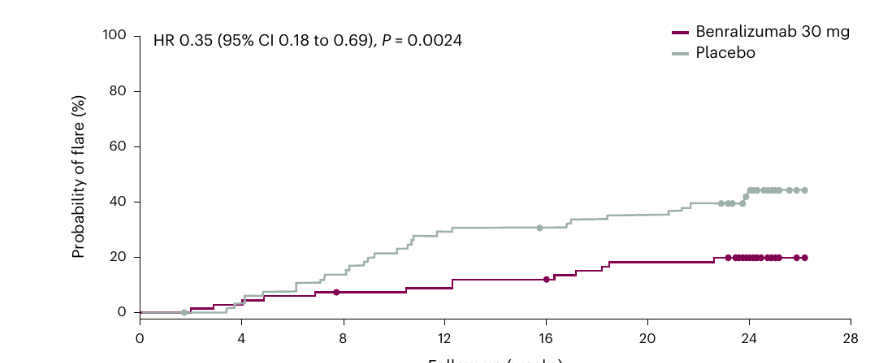 HR 0.35 (95% CI 0.18 to 0.69), P = 0.0024
Benralizumab 30 mg
Placebo
Probability of flare (%)
100
80
60
40
20
0
0 4 8 12 16 20 24 28